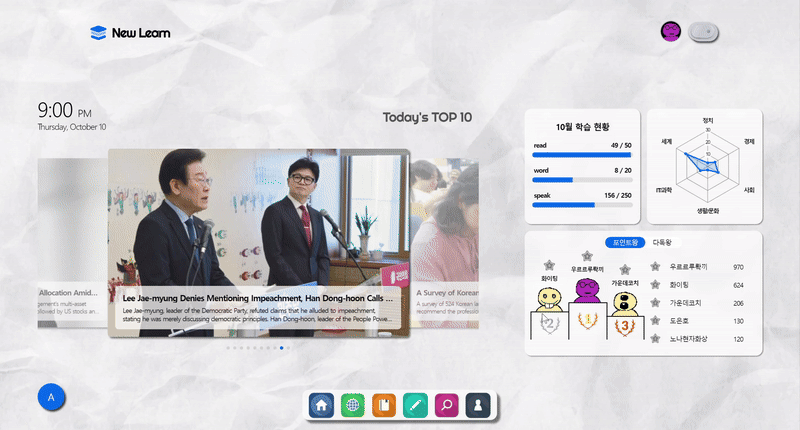 New Learn
9:00 PM
Thursday, October 10
Today's TOP 10
Allocation Amid...
gement's multi-asset
llowed by US stocks an
Lee Jae-myung Denies Mentioning Impeachment, Han Dong-hoon Calls ...
Lee Jae-myung, leader of the Democratic Party, refuted claims that he alluded to impeachment,
stating he was merely discussing democratic principles. Han Dong-hoon, leader of the People Powe...
A Survey of Korean
A survey of 524 Korean la
recommend the professi
10월 학습 현황
read 49 / 50
word 8 / 20
speak 156 / 250
정치
30
20
10
세계
경제
IT/과학
사회
생활/문화
포인트왕 다독왕
화이팅
우르르루확끼
가운데코치
2
1
3
우르르루확끼 970
화이팅 624
가운데코치 206
도은호 130
노나현자화상 120
A